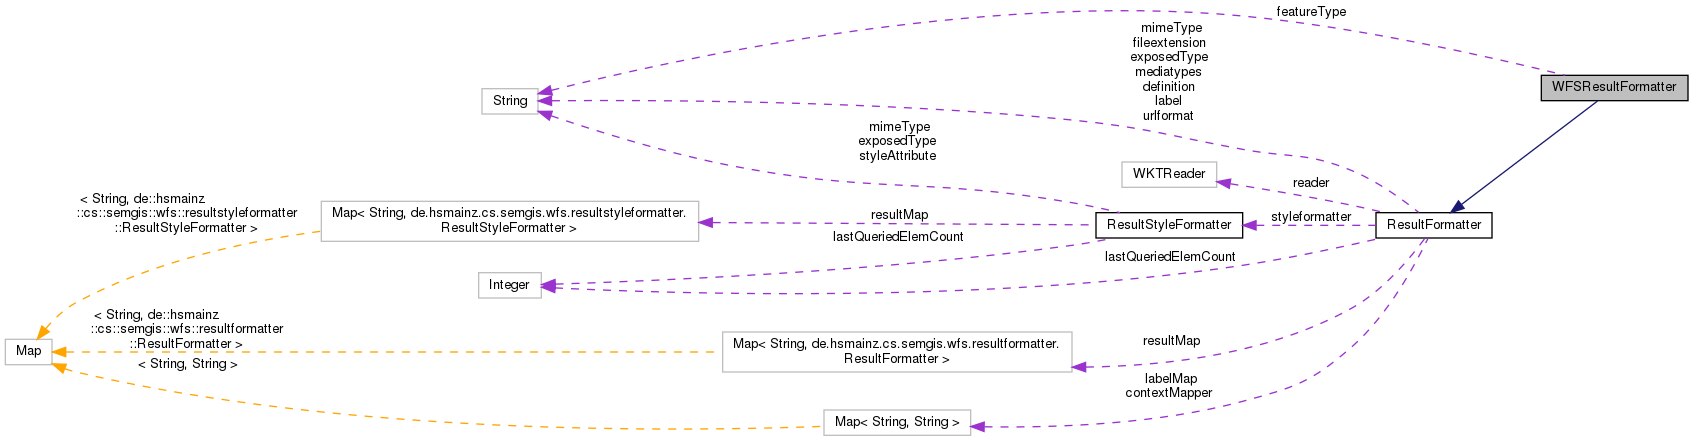 featureType
mimeType
fileextension
exposedType
mediatypes
definition
label
urlformat
WFSResultFormatter
String
mimeType
exposedType
styleAttribute
WKTReader
reader
< String, de::hsmainz
::cs::semgis::wfs::resultstyleformatter
::ResultStyleFormatter >
Map< String, de.hsmainz.cs.semgis.wfs.resultstyleformatter.
ResultStyleFormatter >
resultMap
ResultStyleFormatter
styleformatter
ResultFormatter
lastQueriedElemCount
lastQueriedElemCount
Integer
< String, de::hsmainz
::cs::semgis::wfs::resultformatter
::ResultFormatter >
Map
Map< String, de.hsmainz.cs.semgis.wfs.resultformatter.
ResultFormatter >
resultMap
< String, String >
labelMap
contextMapper
Map< String, String >